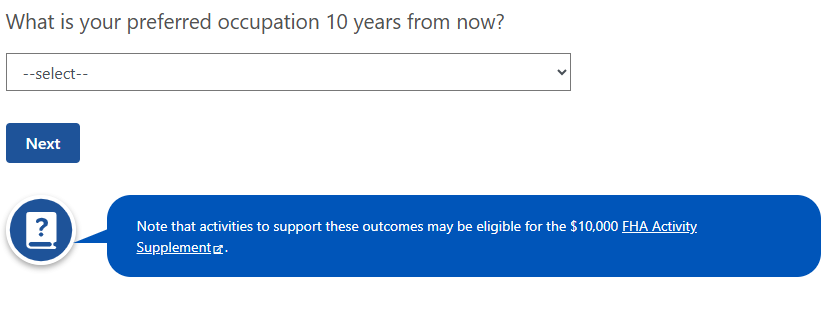 What is your preferred occupation 10 years from now?
--select--
Next
?
Note that activities to support these outcomes may be eligible for the $10,000 FHA Activity
Supplement.